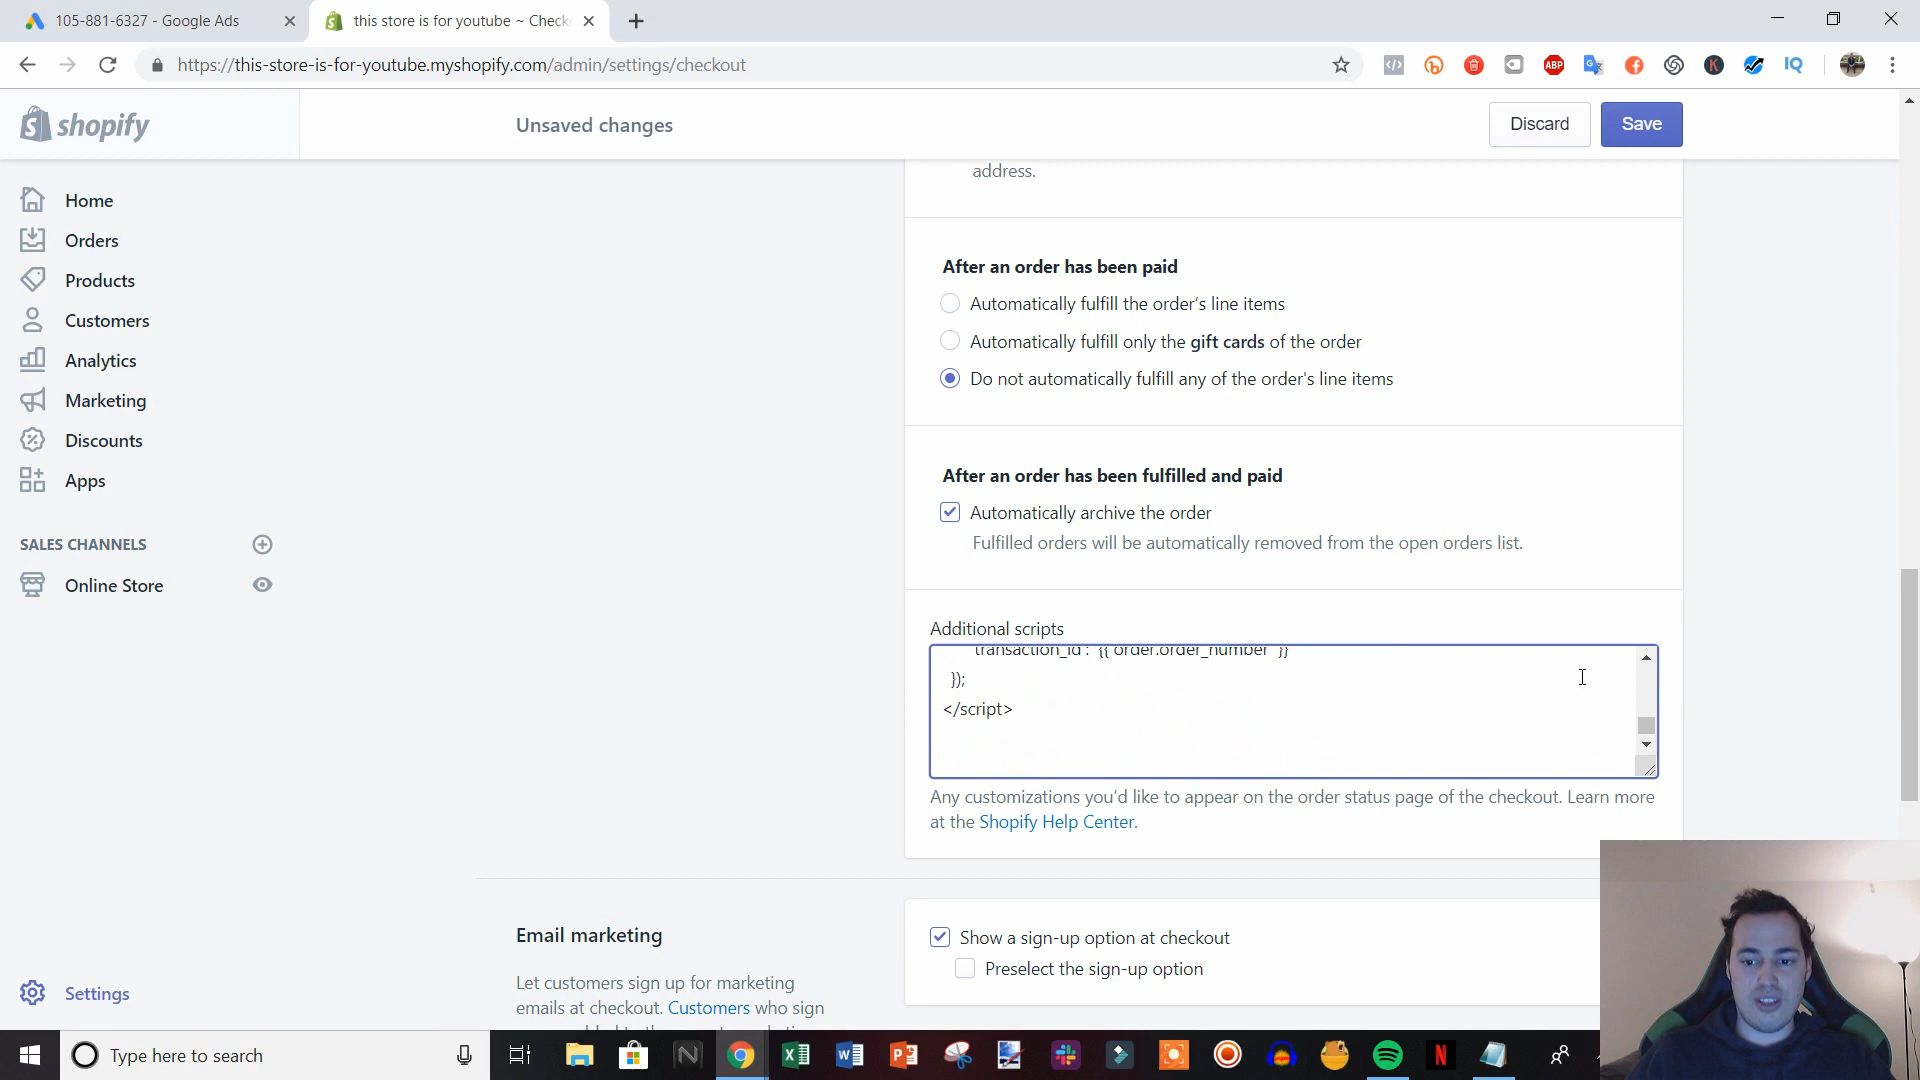 105-881-6327 - Google Ads
this store is for youtube ~ Check
https://this-store-is-for-youtube.myshopify.com/admin/settings/checkout
ABP
K
IQ
shopify
Unsaved changes
Discard
Save
Home
Orders
Products
Customers
Analytics
Marketing
Discounts
Apps
SALES CHANNELS
Online Store
Settings
address.
After an order has been paid
Automatically fulfill the order's line items
Automatically fulfill only the gift cards of the order
Do not automatically fulfill any of the order's line items
After an order has been fulfilled and paid
Automatically archive the order
Fulfilled orders will be automatically removed from the open orders list.
Additional scripts
transaction_id': '{{ order.order_number }}'
});
</script>
Any customizations you'd like to appear on the order status page of the checkout. Learn more
at the Shopify Help Center.
Email marketing
Let customers sign up for marketing
emails at checkout. Customers who sign
Show a sign-up option at checkout
Preselect the sign-up option
Type here to search